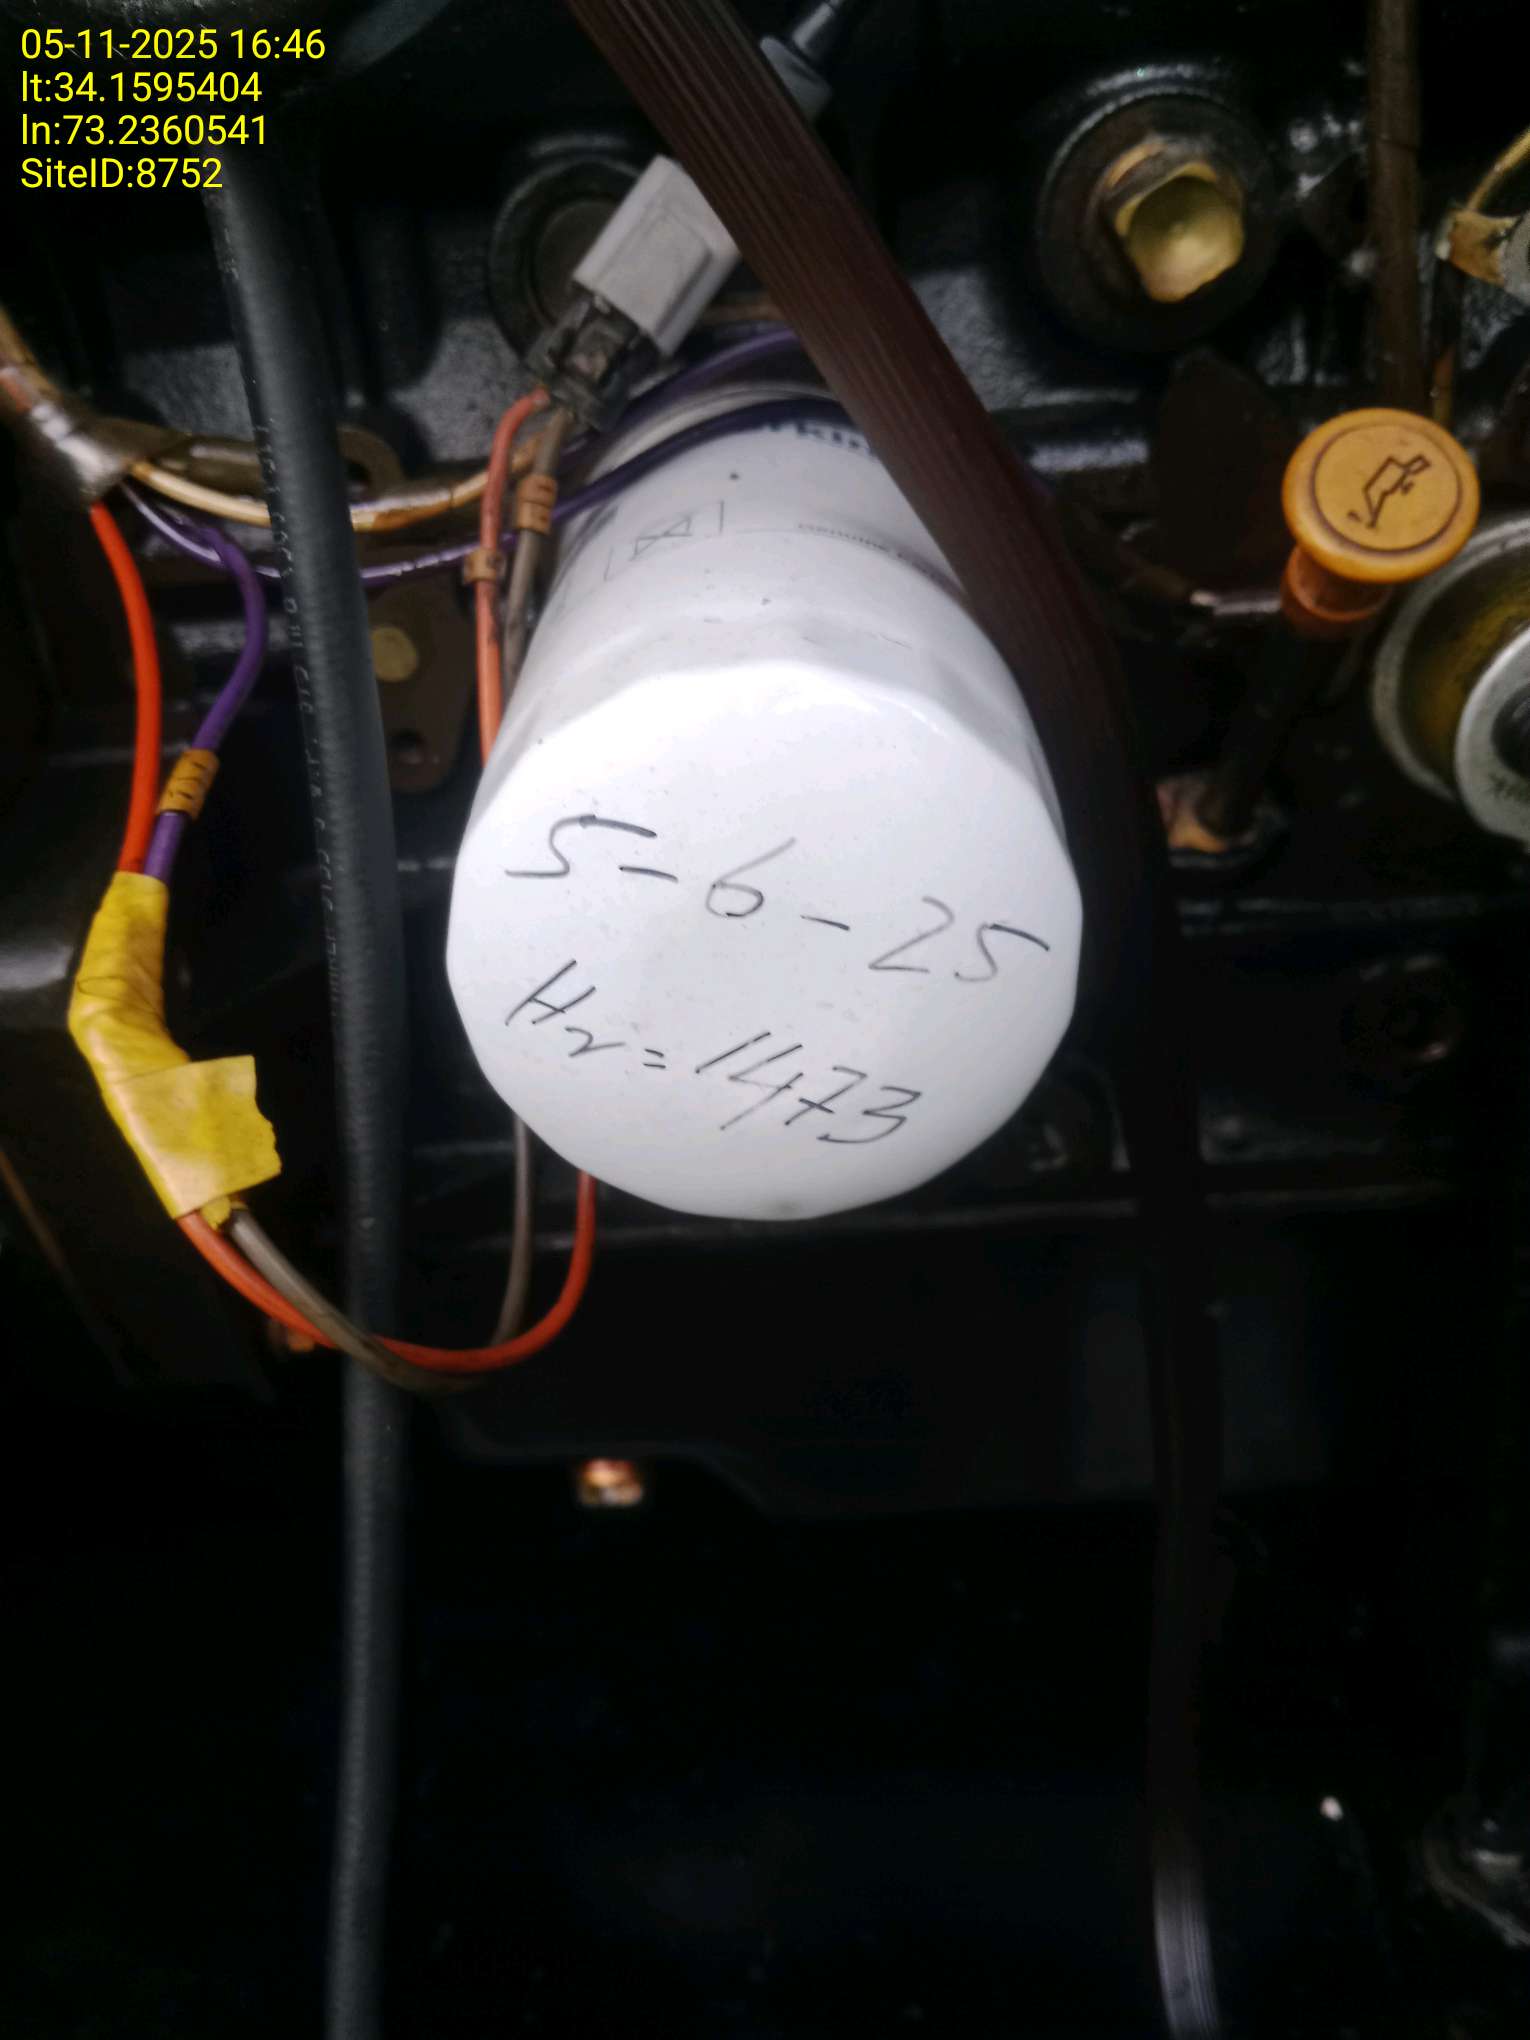 05-11-2025 16:46
lt:34.1595404
ln:73.2360541
SiteID:8752
5-6-25
Hr=1473